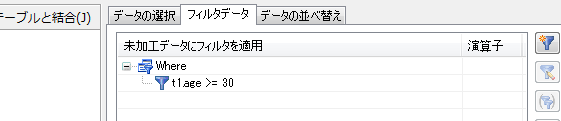 テーブルと結合(J)
データの選択 フィルタデータ データの並べ替え
未加工データにフィルタを適用 演算子
Where
t1.age >= 30